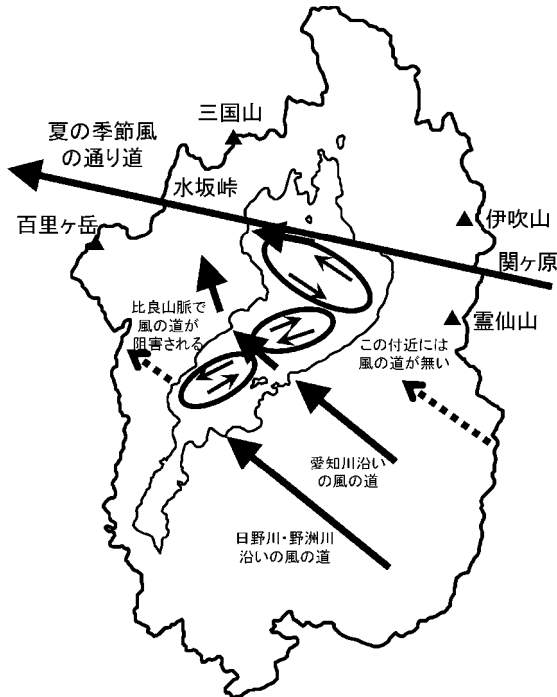 三国山
夏の季節風
の通り道
水坂峠
百里ヶ岳
伊吹山
関ヶ原
比良山脈で
風の道が
阻害される
霊仙山
この付近には
風の道が無い
愛知川沿い
の風の道
日野川・野洲川
沿いの風の道